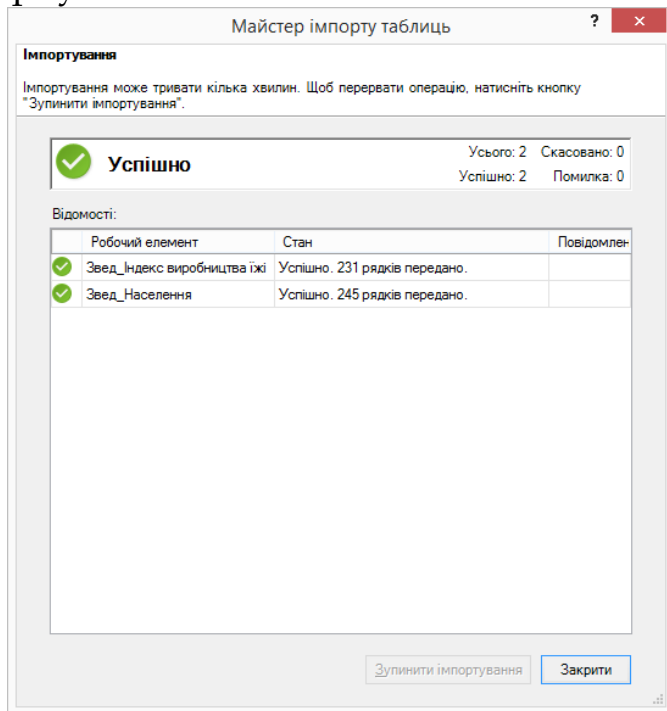 Майстер імпорту таблиць
?
×
Імпортування
Імпортування може тривати кілька хвилин. Щоб перервати операцію, натисніть кнопку
"Зупинити імпортування".
Успішно
Усього: 2 Скасовано: 0
Успішно: 2 Помилка: 0
Відомості:
Робочий елемент Стан Повідомлен
Звед_Індекс виробництва їжі Успішно. 231 рядків передано.
Звед_Населення Успішно. 245 рядків передано.
Зупинити імпортування Закрити